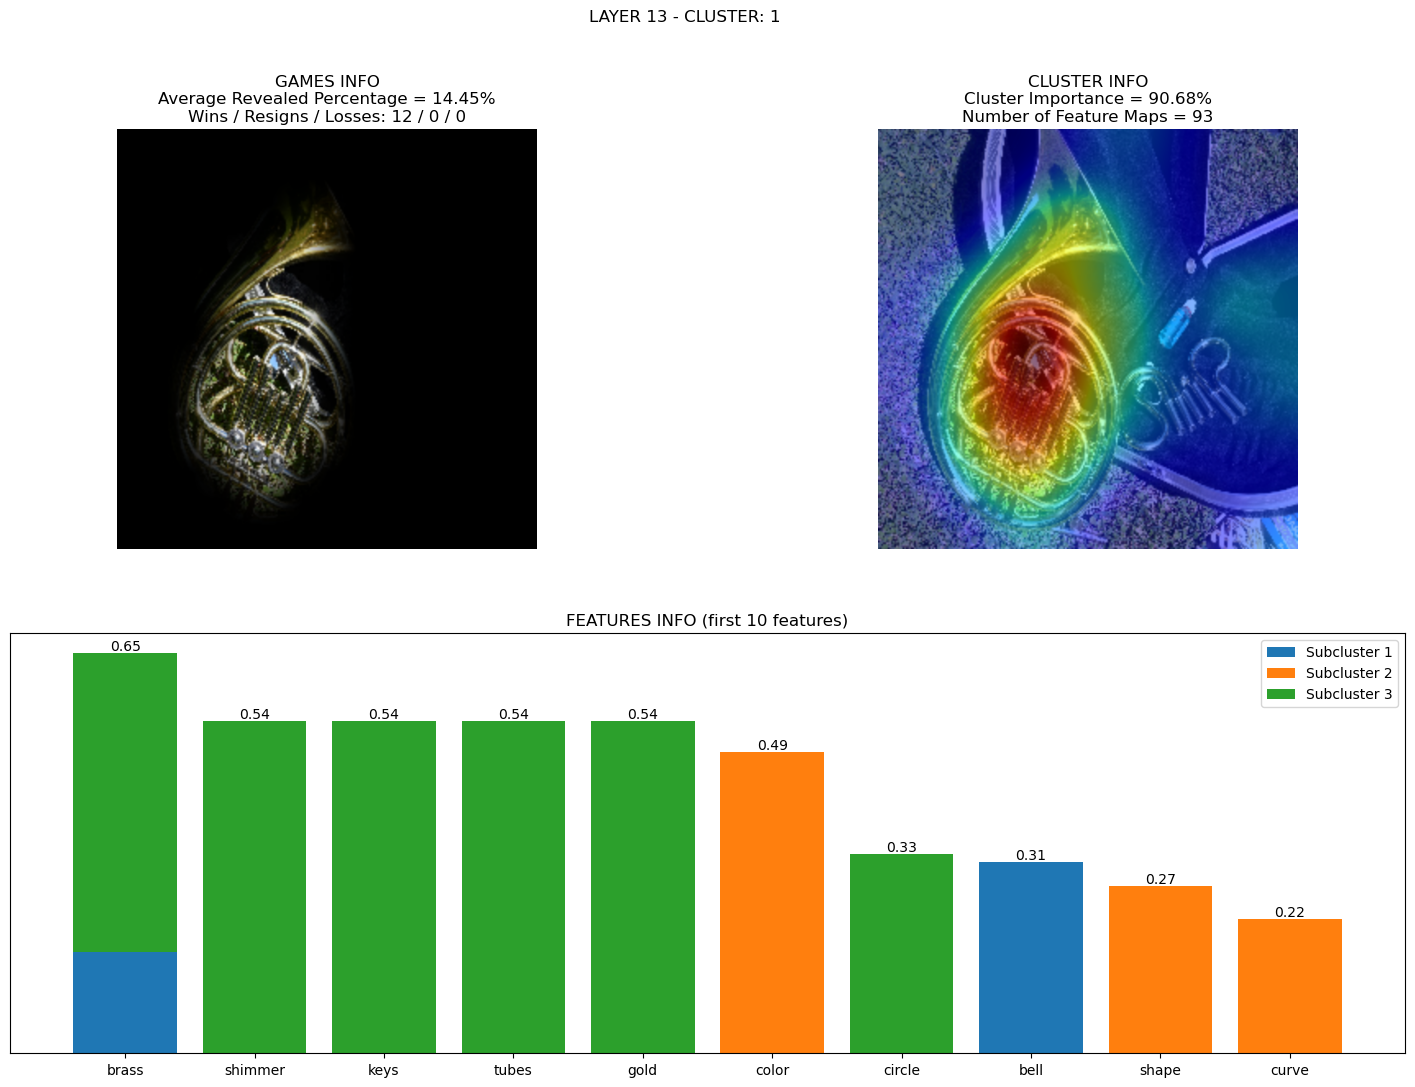 LAYER 13 - CLUSTER: 1
GAMES INFO
Average Revealed Percentage = 14.45%
Wins / Resigns / Losses: 12 / 0 / 0
CLUSTER INFO
Cluster Importance = 90.68%
Number of Feature Maps = 93
FEATURES INFO (first 10 features)
Subcluster 1
Subcluster 2
Subcluster 3
0.65
0.54
0.54
0.54
0.54
0.49
0.33
0.31
0.27
0.22
brass
shimmer
keys
tubes
gold
color
circle
bell
shape
curve